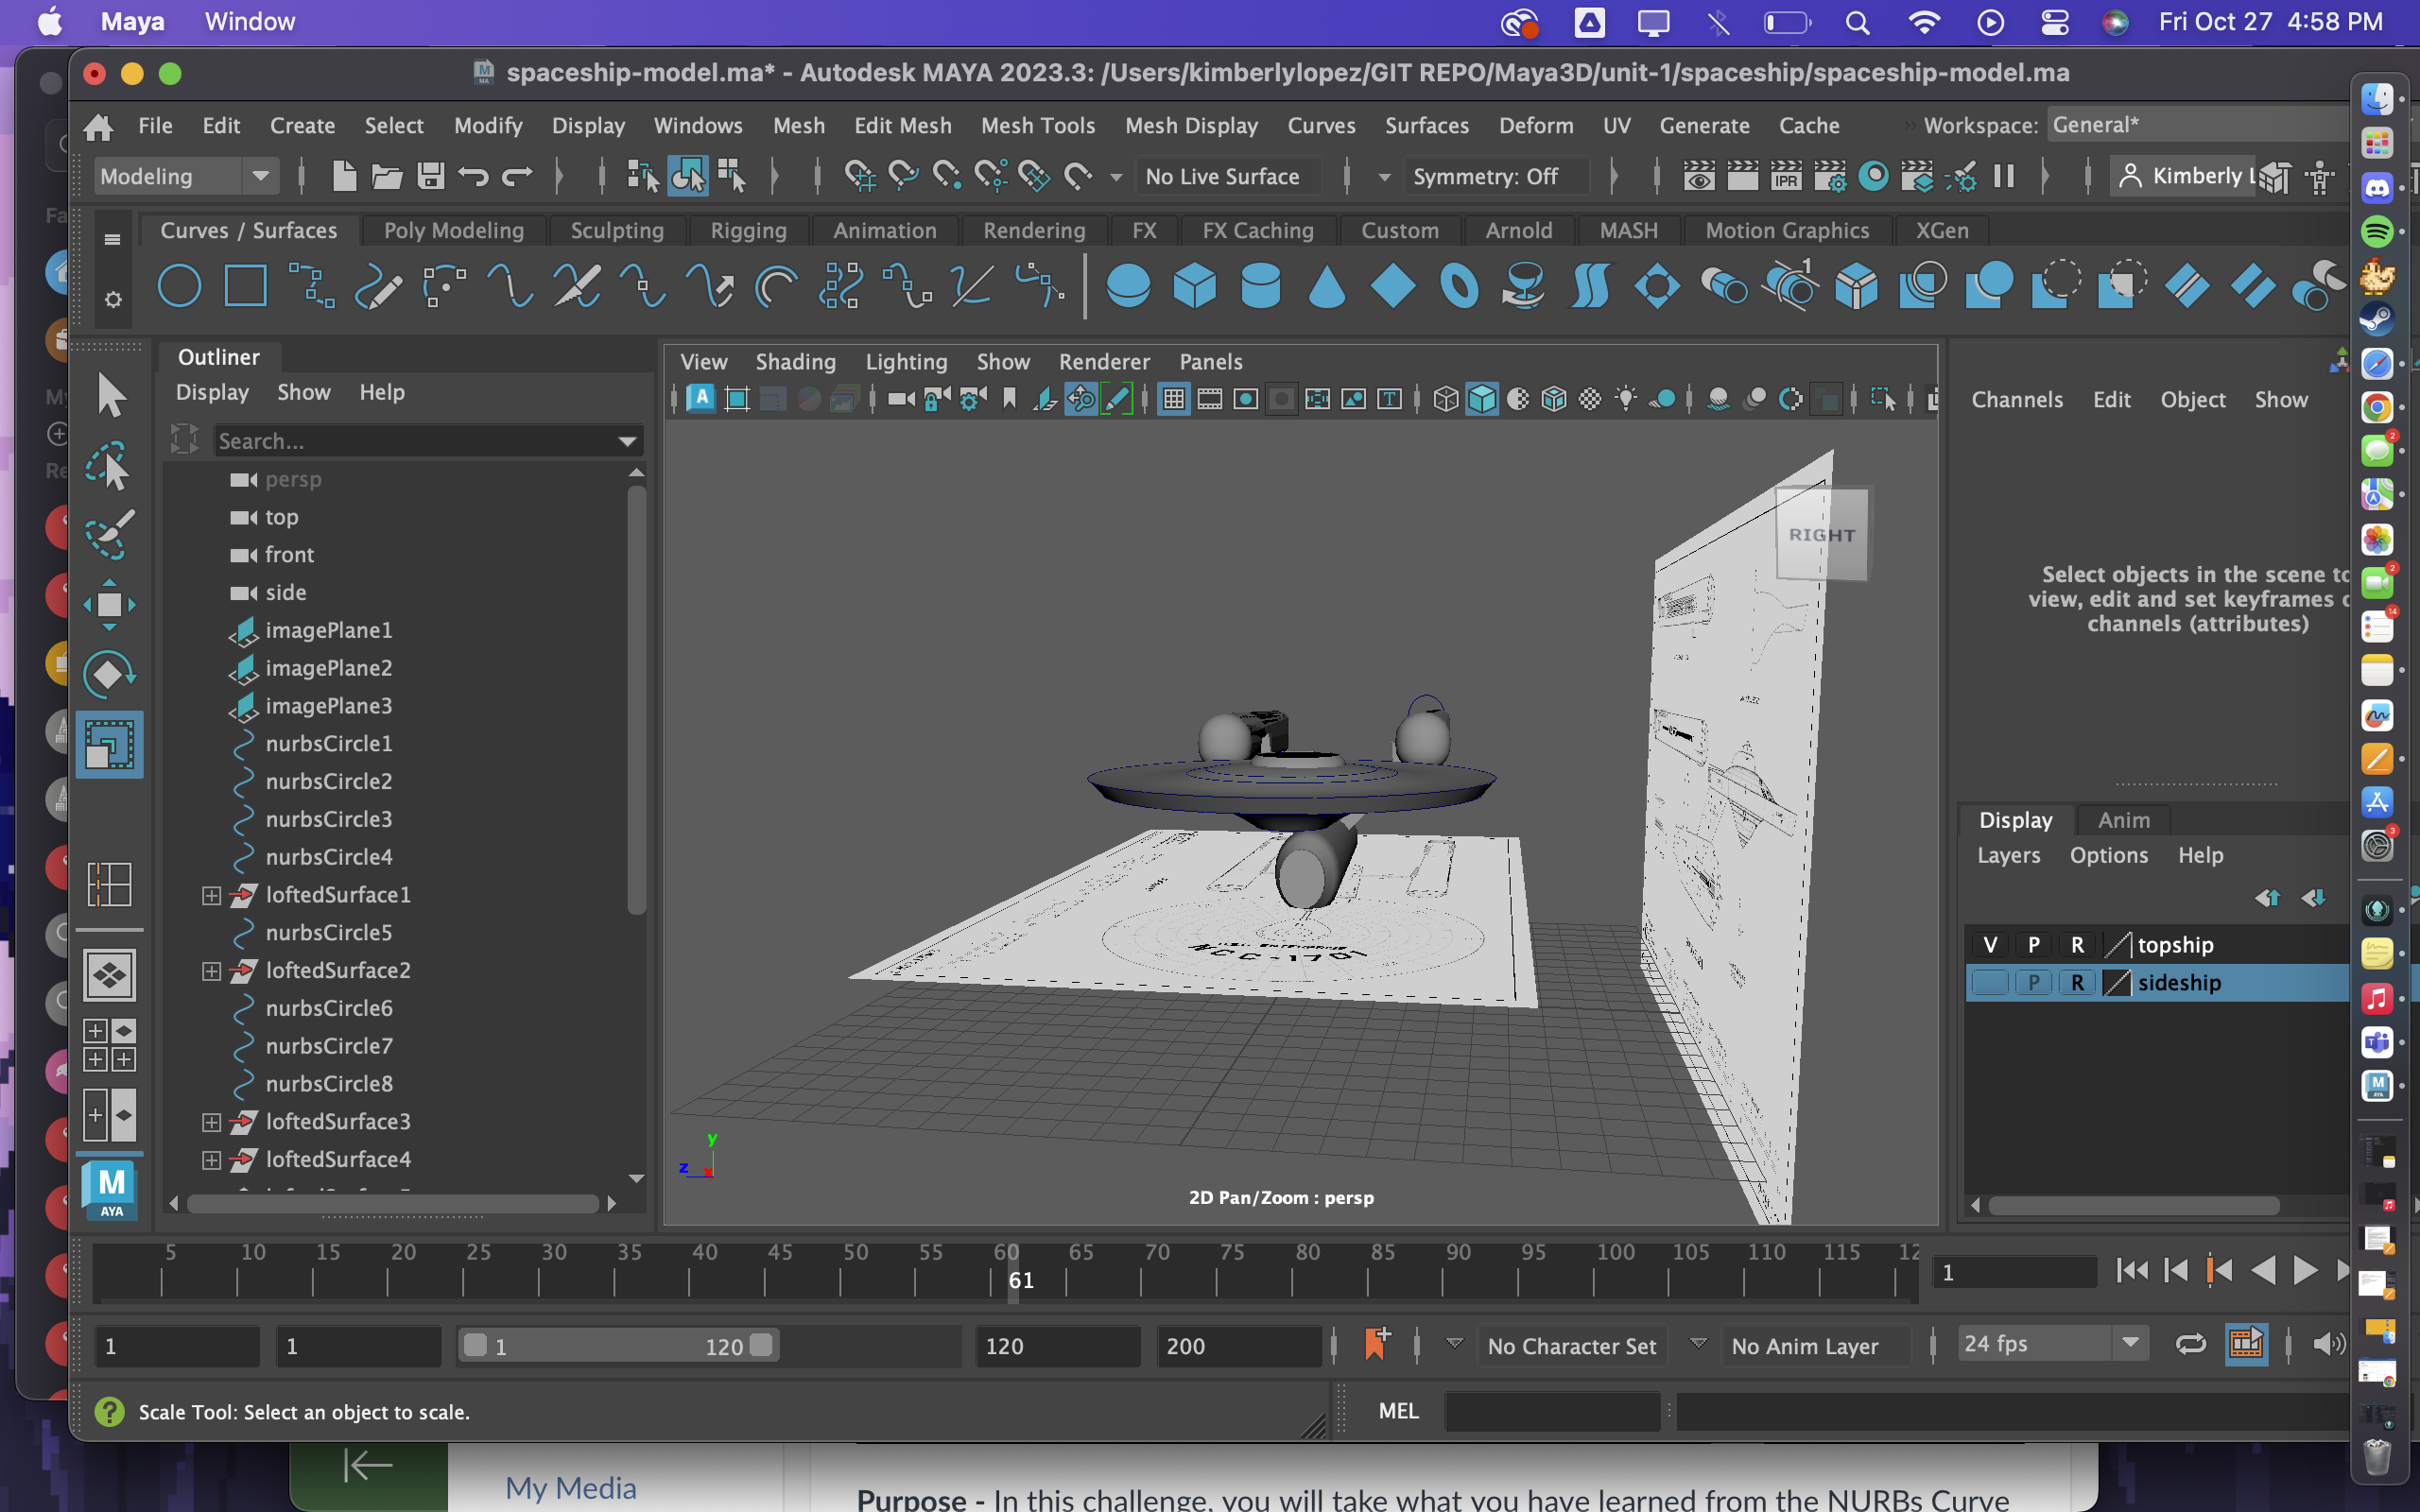 Maya Window Fri Oct 27 4:58 PM
spaceship-model.ma* - Autodesk MAYA 2023.3: /Users/kimberlylopez/GIT REPO/Maya3D/unit-1/spaceship/spaceship-model.ma
File Edit Create Select Modify Display Windows Mesh Edit Mesh Mesh Tools Mesh Display Curves Surfaces Deform UV Generate Cache Workspace: General*
Modeling No Live Surface Symmetry: Off IPR Kimberly L
Curves / Surfaces Poly Modeling Sculpting Rigging Animation Rendering FX FX Caching Custom Arnold MASH Motion Graphics XGen
Outliner
Display Show Help
Search...
persp
top
front
side
imagePlane1
imagePlane2
imagePlane3
nurbsCircle1
nurbsCircle2
nurbsCircle3
nurbsCircle4
loftedSurface1
nurbsCircle5
loftedSurface2
nurbsCircle6
nurbsCircle7
nurbsCircle8
loftedSurface3
loftedSurface4
M
AYA
View Shading Lighting Show Renderer Panels
RIGHT
NCC-1701
y
z x
2D Pan/Zoom : persp
Channels Edit Object Show
Select objects in the scene to
view, edit and set keyframes
channels (attributes)
Display Anim
Layers Options Help
V P R topship
P R sideship
5 10 15 20 25 30 35 40 45 50 55 60 65 70 75 80 85 90 95 100 105 110 115 12
61
1
1 1 1 120 120 200 No Character Set No Anim Layer 24 fps
Scale Tool: Select an object to scale. MEL
My Media
Purpose - In this challenge, you will take what you have learned from the NURBs Curve